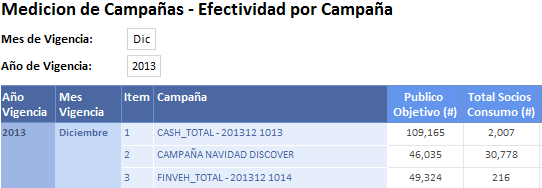 Medicion de Campañas - Efectividad por Campaña
Mes de Vigencia: Dic
Año de Vigencia: 2013
Año Vigencia Mes Vigencia Item Campaña Publico Objetivo (#) Total Socios Consumo (#)
2013 Diciembre 1 CASH_TOTAL - 201312 1013 109,165 2,007
2 CAMPAÑA NAVIDAD DISCOVER 46,035 30,778
3 FINVEH_TOTAL - 201312 1014 49,324 216